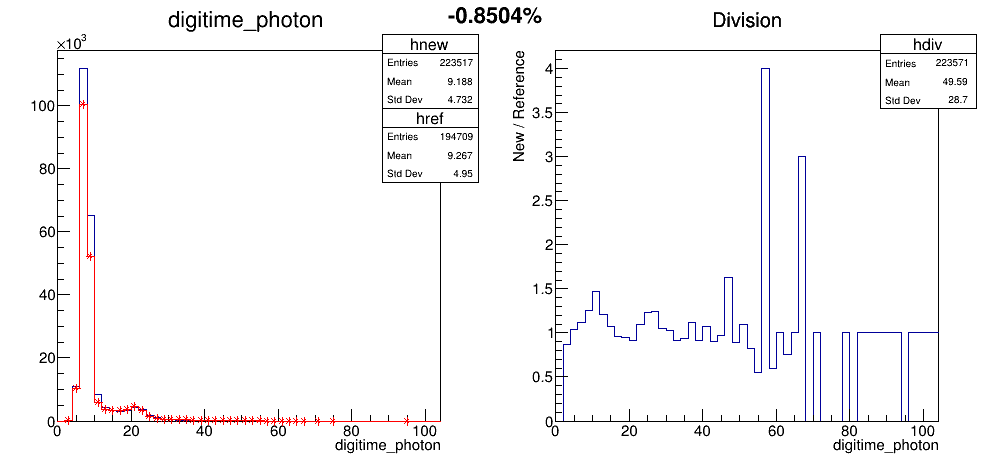 -0.8504%
digitime_photon
×10³
hnew
Entries 223517
Mean 9.188
Std Dev 4.732
href
Entries 194709
Mean 9.267
Std Dev 4.95
100
80
60
40
20
0
0 20 40 60 80 100
digitime_photon
Division
hdiv
Entries 223571
Mean 49.59
Std Dev 28.7
New / Reference
4
3.5
3
2.5
2
1.5
1
0.5
0
0 20 40 60 80 100
digitime_photon